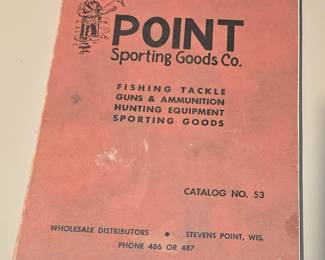 POINT
Sporting Goods Co.
FISHING TACKLE
GUNS & AMMUNITION
HUNTING EQUIPMENT
SPORTING GOODS
CATALOG NO. 53
WHOLESALE DISTRIBUTORS • STEVENS POINT, WIS.
PHONE 486 OR 487